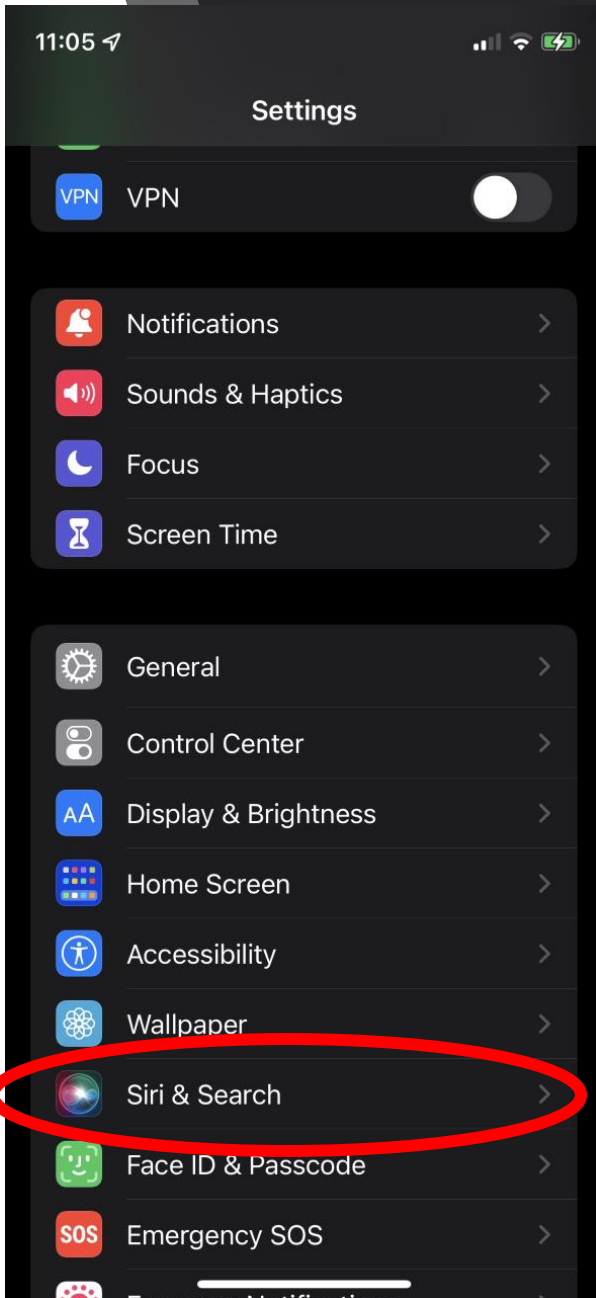 11:05
Settings
VPN VPN
Notifications
Sounds & Haptics
Focus
Screen Time
General
Control Center
AA Display & Brightness
Home Screen
Accessibility
Wallpaper
Siri & Search
Face ID & Passcode
SOS Emergency SOS